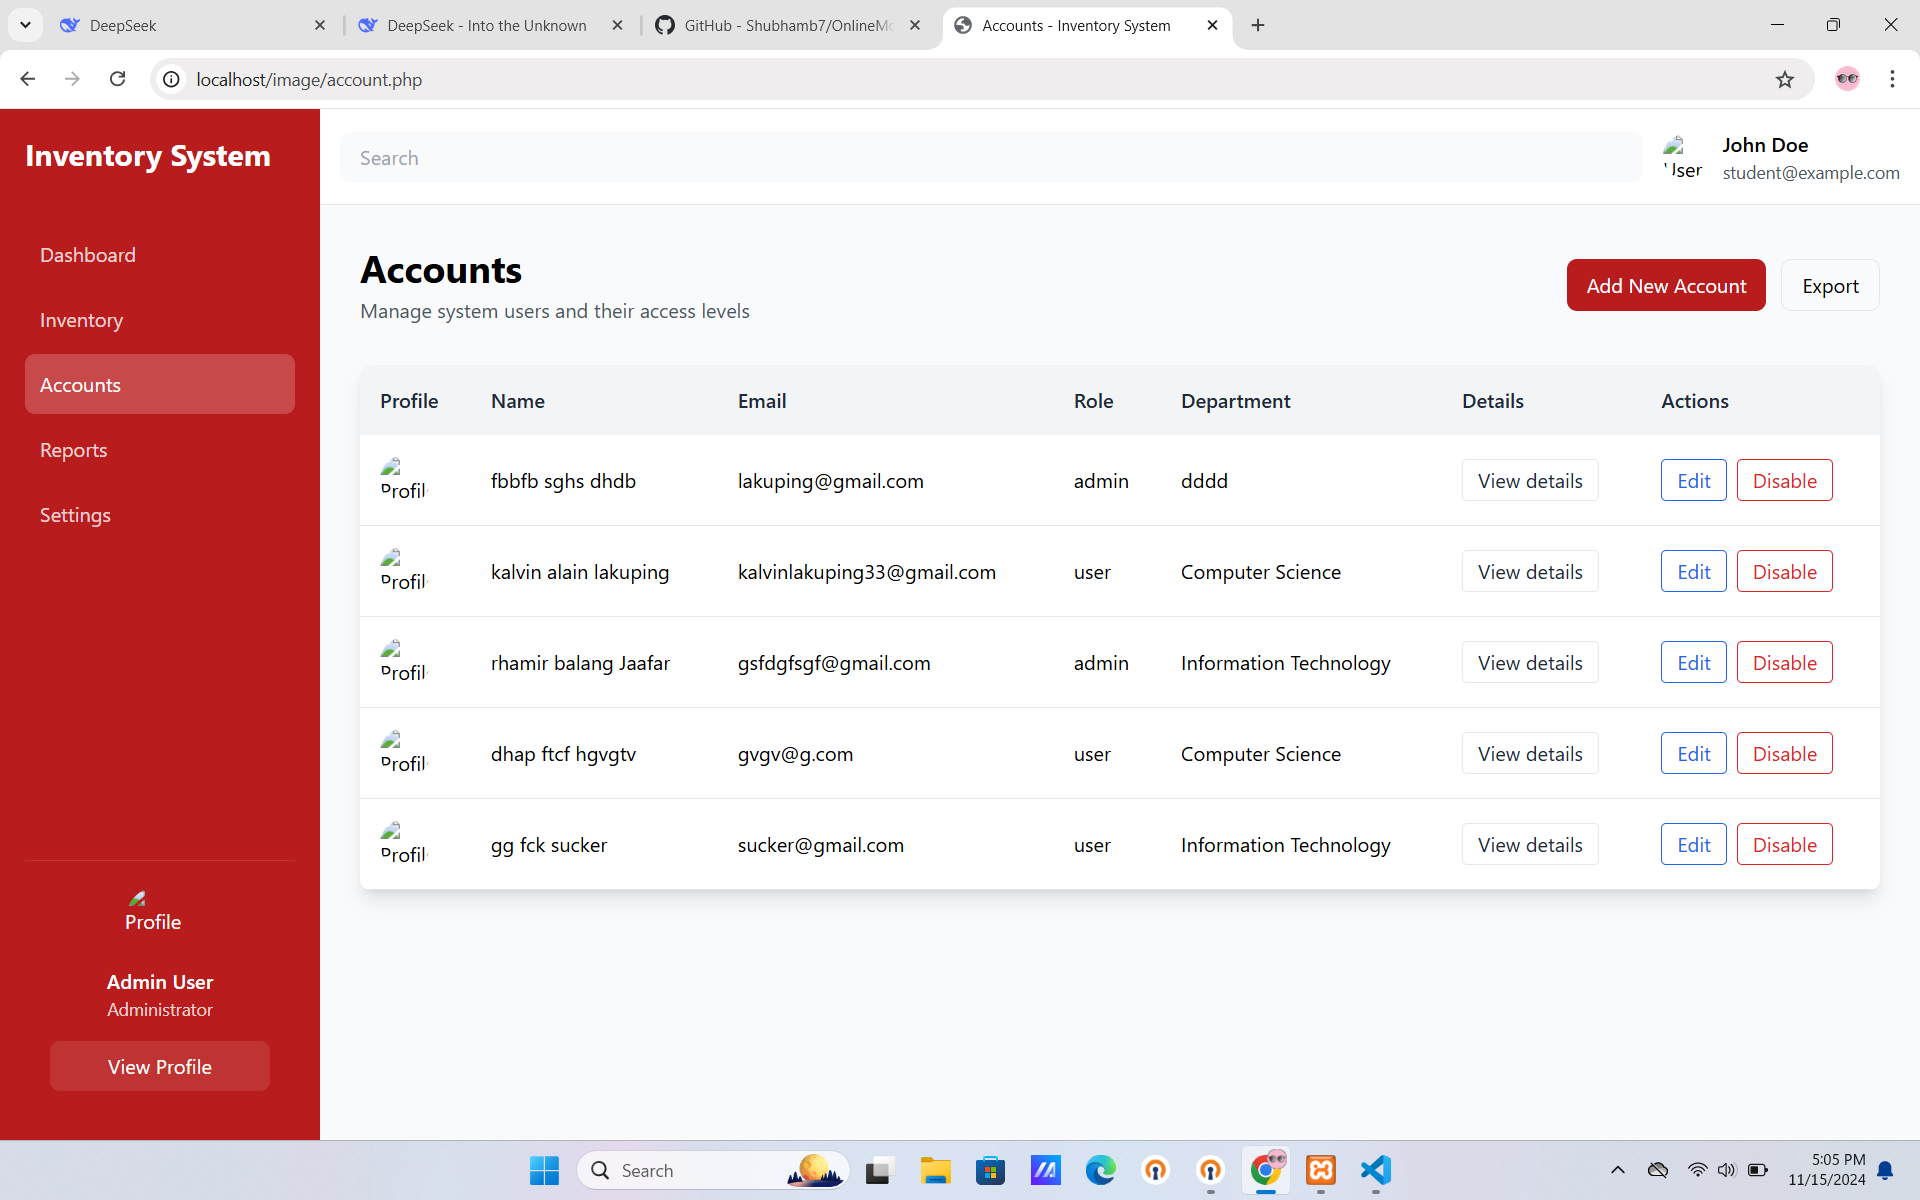 DeepSeek
DeepSeek - Into the Unknown
GitHub - Shubhamb7/OnlineMo
Accounts - Inventory System
localhost/image/account.php
Inventory System
Search
User
John Doe
student@example.com
Dashboard
Inventory
Accounts
Reports
Settings
Accounts
Manage system users and their access levels
Add New Account
Export
Profile Name Email Role Department Details Actions
Profil fbbfb sghs dhdb lakuping@gmail.com admin dddd View details Edit Disable
Profil kalvin alain lakuping kalvinlakuping33@gmail.com user Computer Science View details Edit Disable
Profil rhamir balang Jaafar gsfdgfsgf@gmail.com admin Information Technology View details Edit Disable
Profil dhap ftcf hgvgtv gvgv@g.com user Computer Science View details Edit Disable
Profil gg fck sucker sucker@gmail.com user Information Technology View details Edit Disable
Profile
Admin User
Administrator
View Profile
Search
5:05 PM
11/15/2024